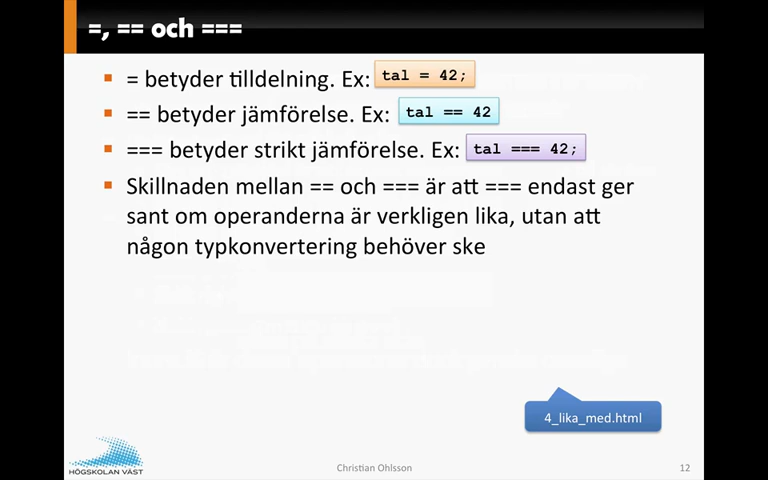 =, == och ===
= betyder tilldelning. Ex: tal = 42;
== betyder jämförelse. Ex: tal == 42
=== betyder strikt jämförelse. Ex: tal === 42;
Skillnaden mellan == och === är att === endast ger
sant om operanderna är verkligen lika, utan att
någon typkonvertering behöver ske
4_lika_med.html
HÖGSKOLAN VÄST
Christian Ohlsson
12